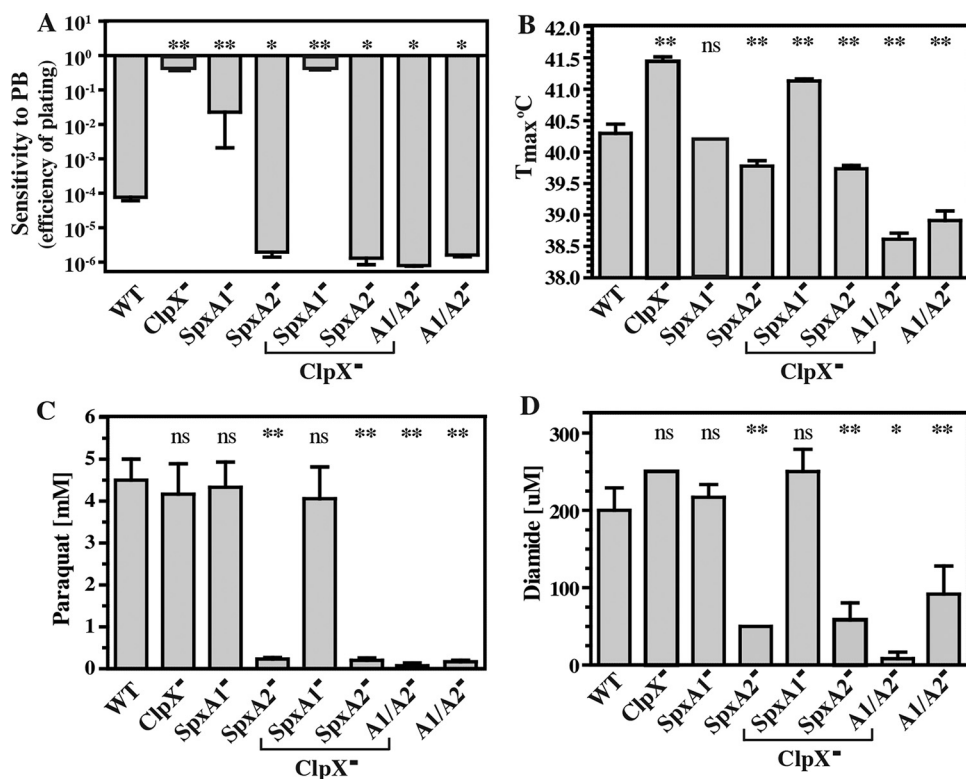 A
Sensitivity to PB
(efficiency of plating)
10¹
10⁰
10⁻¹
10⁻²
10⁻³
10⁻⁴
10⁻⁵
10⁻⁶
** ** * ** * * *
WT ClpX⁻ SpxA1⁻ SpxA2⁻ SpxA1⁻ SpxA2⁻ A1/A2⁻ A1/A2⁻
ClpX⁻
B
Tmax°C
42.0
41.5
41.0
40.5
40.0
39.5
39.0
38.5
38.0
** ns ** ** ** ** **
WT ClpX⁻ SpxA1⁻ SpxA2⁻ SpxA1⁻ SpxA2⁻ A1/A2⁻ A1/A2⁻
ClpX⁻
C
Paraquat [mM]
6
5
4
3
2
1
0
ns ns ** ns ** ** **
WT ClpX⁻ SpxA1⁻ SpxA2⁻ SpxA1⁻ SpxA2⁻ A1/A2⁻ A1/A2⁻
ClpX⁻
D
Diamide [uM]
300
200
100
0
ns ns ** ns ** * **
WT ClpX⁻ SpxA1⁻ SpxA2⁻ SpxA1⁻ SpxA2⁻ A1/A2⁻ A1/A2⁻
ClpX⁻